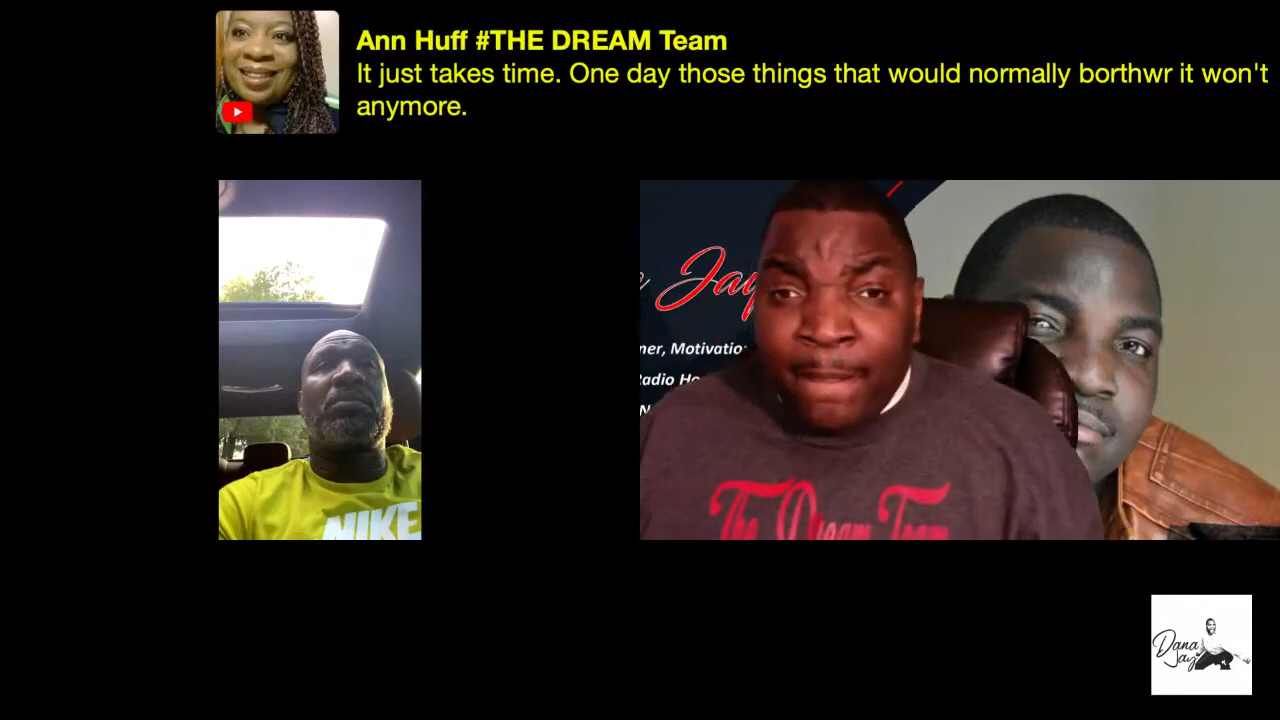 Ann Huff #THE DREAM Team
It just takes time. One day those things that would normally borthwr it won't
anymore.
Jay
ner, Motivatio
Radio Ho
N
The Dream Team
NIKE
Dana
Jay